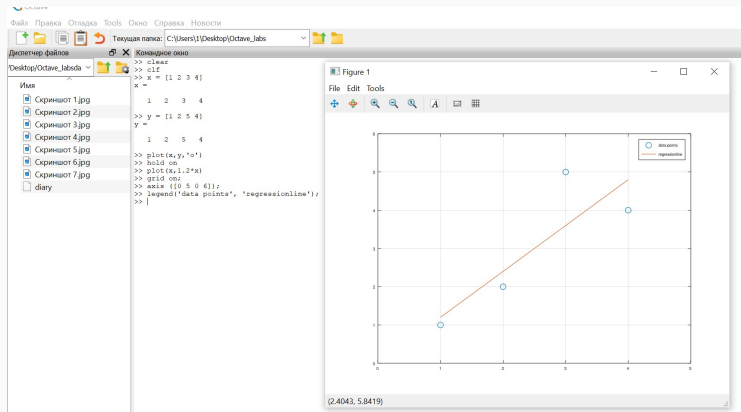 Octave
Файл Правка Отладка Tools Окно Справка Новости
Текущая папка: C:\Users\1\Desktop\Octave_labs
Диспетчер файлов
'Desktop/Octave_labsda
Имя
Скриншот 1.jpg
Скриншот 2.jpg
Скриншот 3.jpg
Скриншот 4.jpg
Скриншот 5.jpg
Скриншот 6.jpg
Скриншот 7.jpg
diary
Командное окно
>> clear
>> clf
>> x = [1 2 3 4]
x =
1 2 3 4
>> y = [1 2 5 4]
y =
1 2 5 4
>> plot(x,y,'o')
>> hold on
>> plot(x,1.2*x)
>> grid on;
>> axis ([0 5 0 6]);
>> legend('data points', 'regressionline');
>>
Figure 1
File Edit Tools
A
data points
regressionline
6
5
4
3
2
1
0
0 1 2 3 4 5
(2.4043, 5.8419)